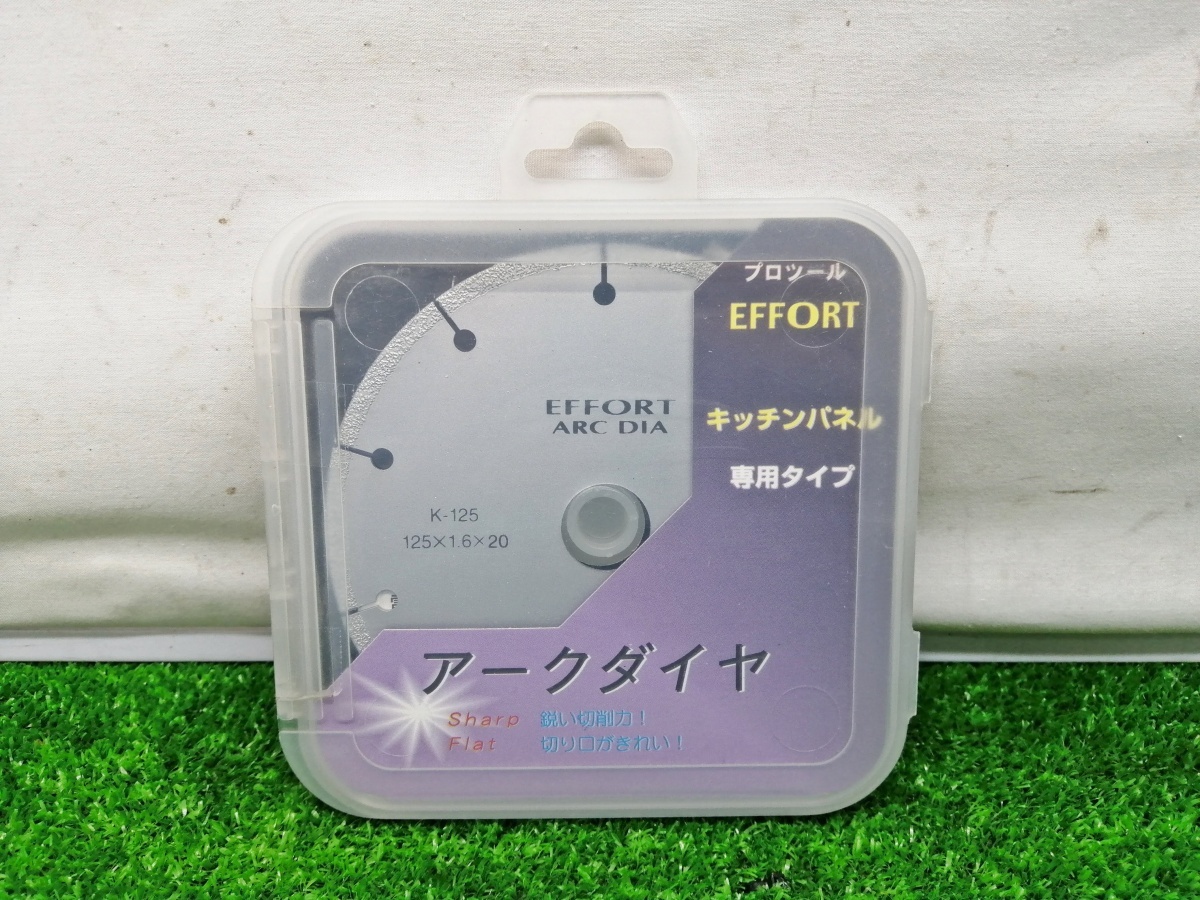 プロツール
EFFORT
キッチンパネル
専用タイプ
EFFORT
ARC DIA
K-125
125×1.6×20
アークダイヤ
Sharp 鋭い切削力！
Flat 切り口がきれい！